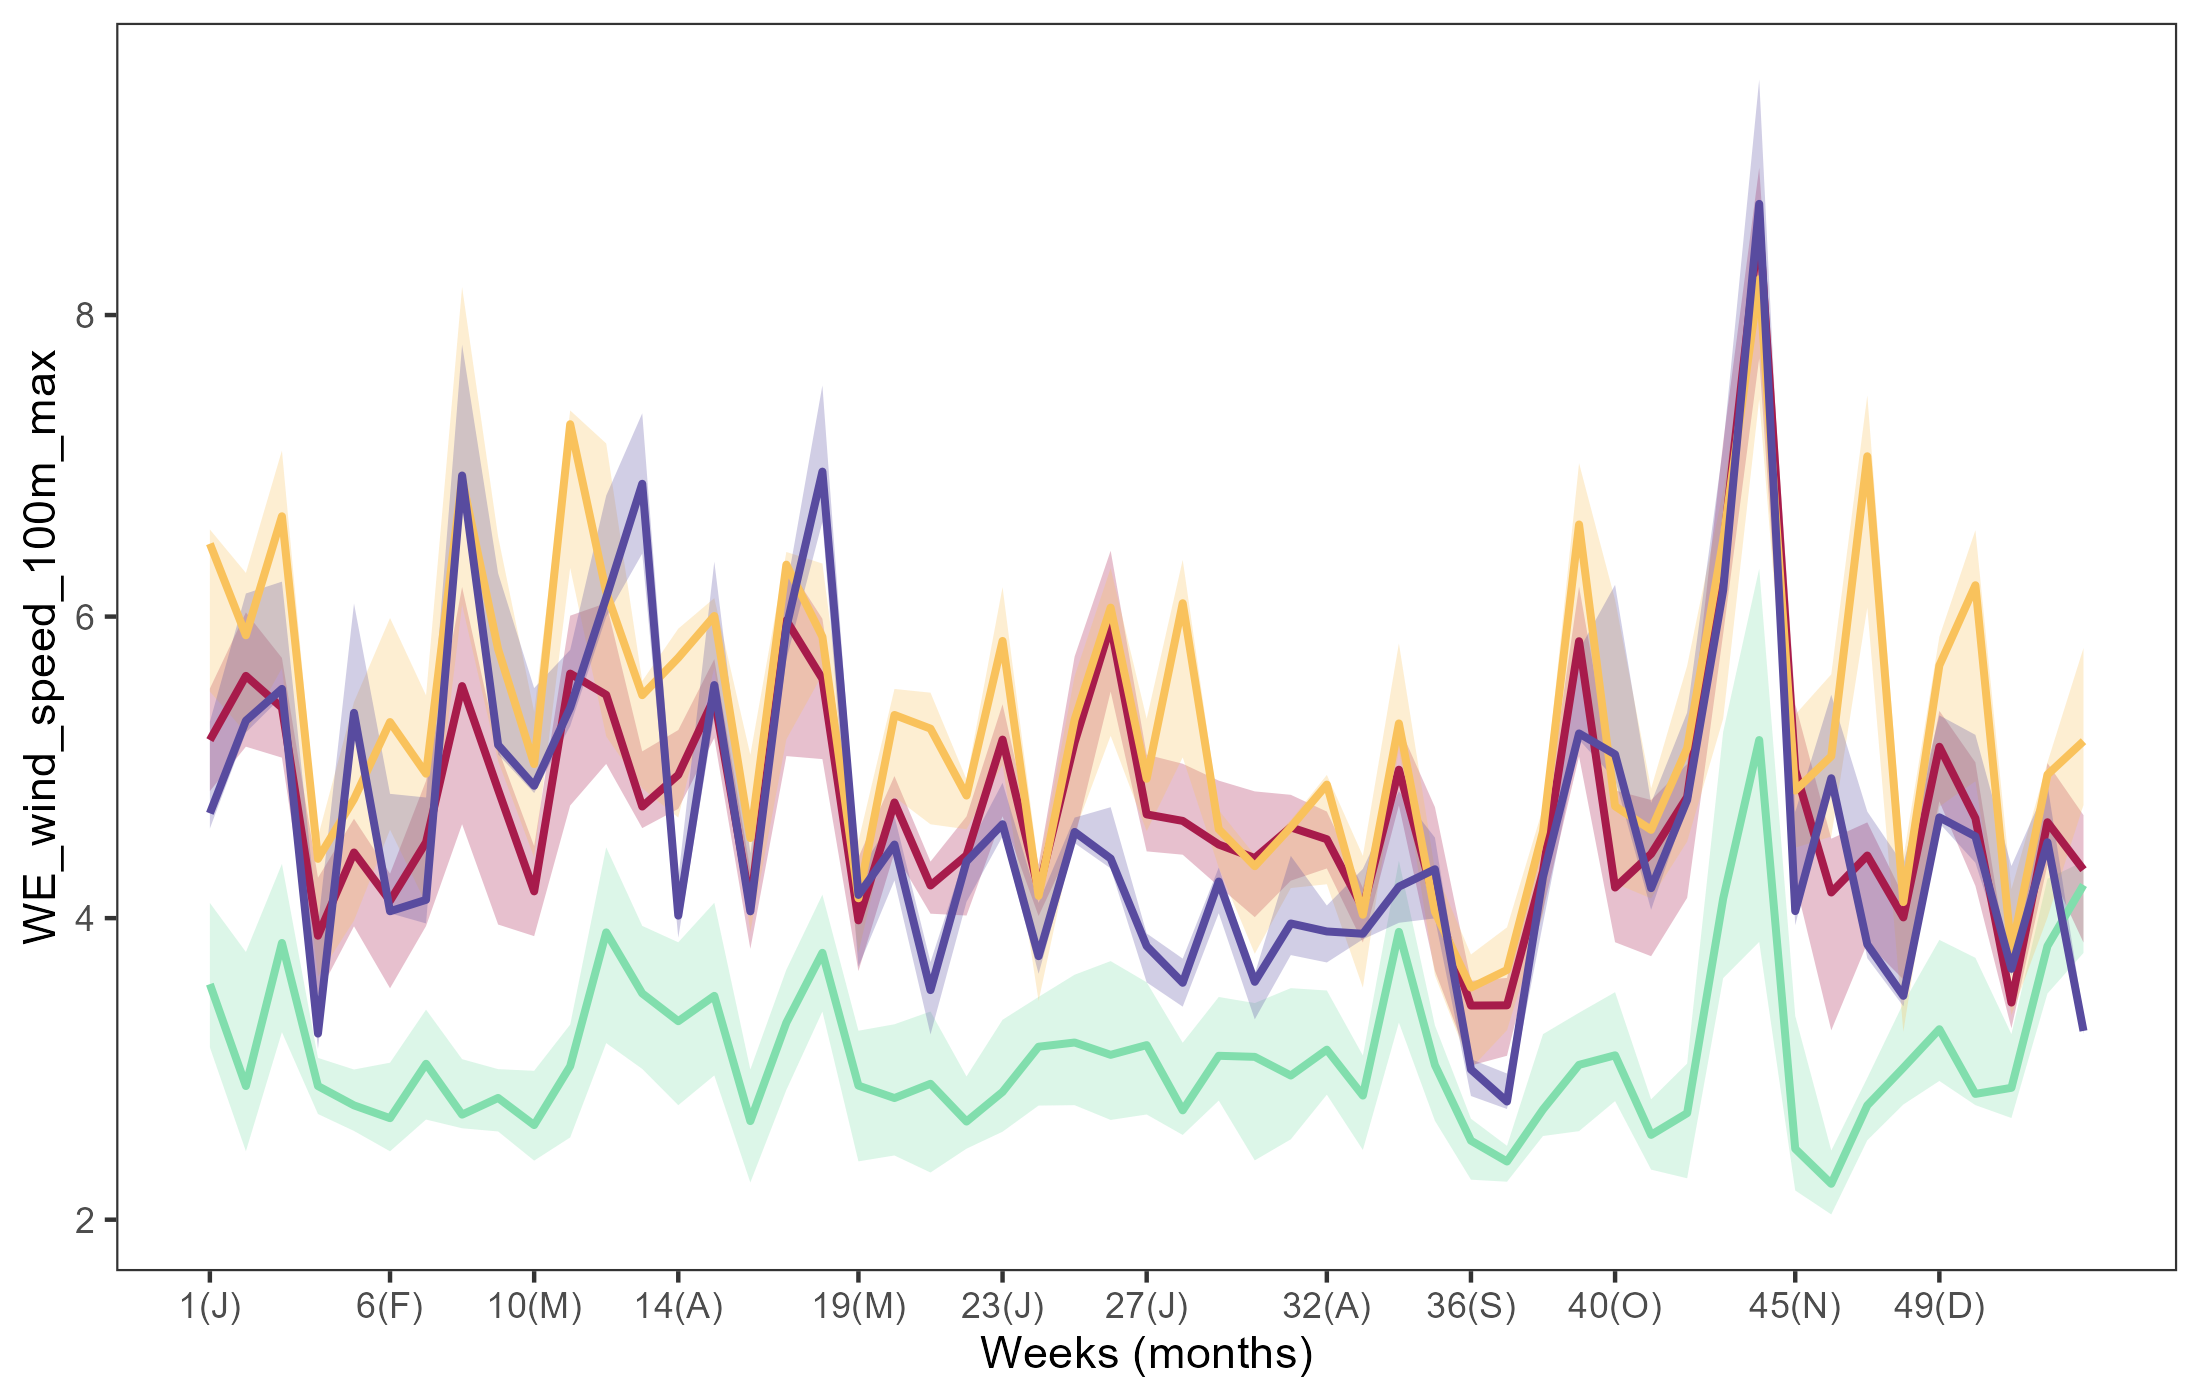 WE_wind_speed_100m_max
8
6
4
2
1(J) 6(F) 10(M) 14(A) 19(M) 23(J) 27(J) 32(A) 36(S) 40(O) 45(N) 49(D)
Weeks (months)